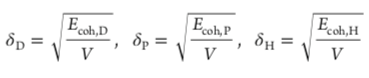 δ_D = √(E_coh,D / V), δ_P = √(E_coh,P / V), δ_H = √(E_coh,H / V)